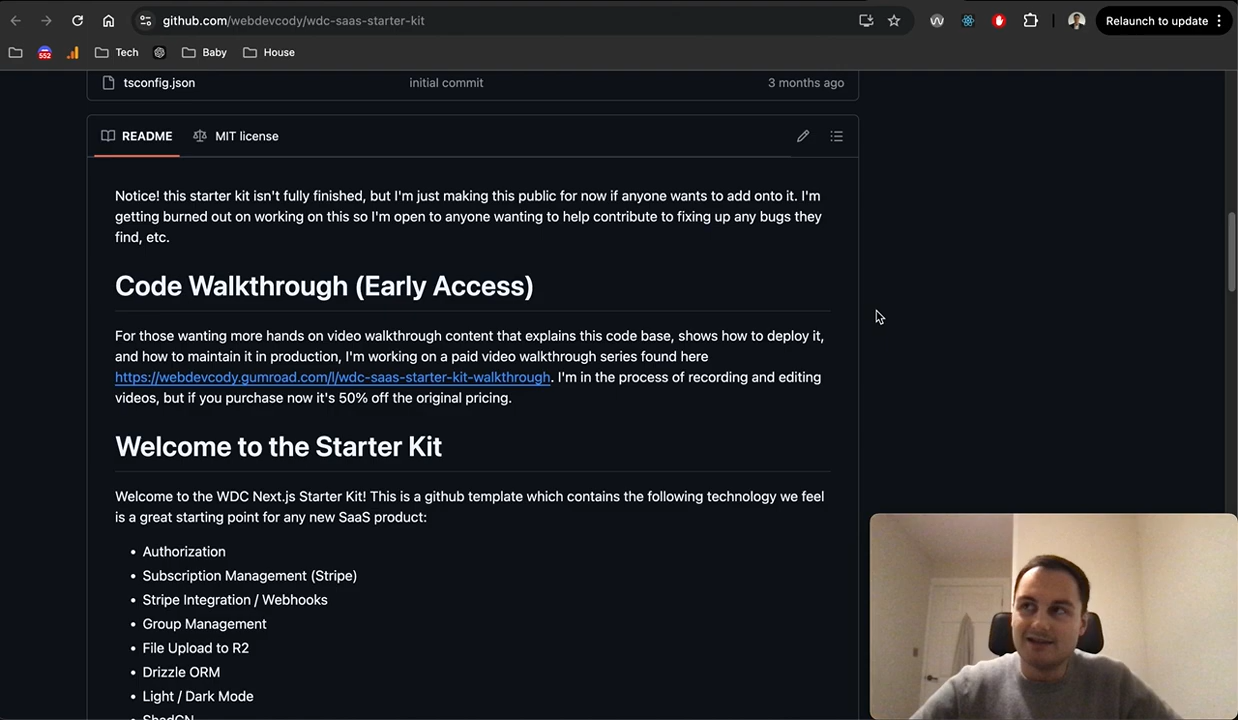 github.com/webdevcody/wdc-saas-starter-kit
Relaunch to update
552
Tech
Baby
House
tsconfig.json
initial commit
3 months ago
README
MIT license
Notice! this starter kit isn't fully finished, but I'm just making this public for now if anyone wants to add onto it. I'm
getting burned out on working on this so I'm open to anyone wanting to help contribute to fixing up any bugs they
find, etc.
Code Walkthrough (Early Access)
For those wanting more hands on video walkthrough content that explains this code base, shows how to deploy it,
and how to maintain it in production, I'm working on a paid video walkthrough series found here
https://webdevcody.gumroad.com/l/wdc-saas-starter-kit-walkthrough. I'm in the process of recording and editing
videos, but if you purchase now it's 50% off the original pricing.
Welcome to the Starter Kit
Welcome to the WDC Next.js Starter Kit! This is a github template which contains the following technology we feel
is a great starting point for any new SaaS product:
• Authorization
• Subscription Management (Stripe)
• Stripe Integration / Webhooks
• Group Management
• File Upload to R2
• Drizzle ORM
• Light / Dark Mode
• ShadCN